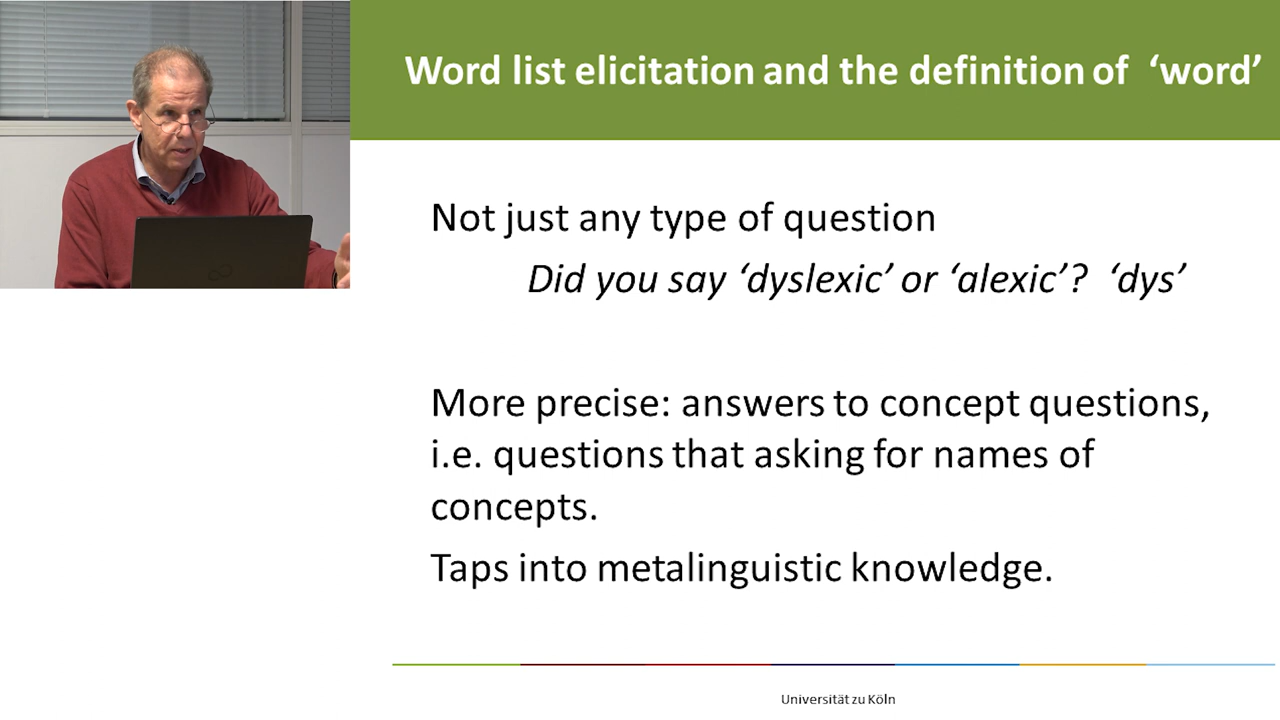 Word list elicitation and the definition of ‘word’
Not just any type of question
Did you say ‘dyslexic’ or ‘alexic’? ‘dys’
More precise: answers to concept questions,
i.e. questions that asking for names of
concepts.
Taps into metalinguistic knowledge.
Universität zu Köln